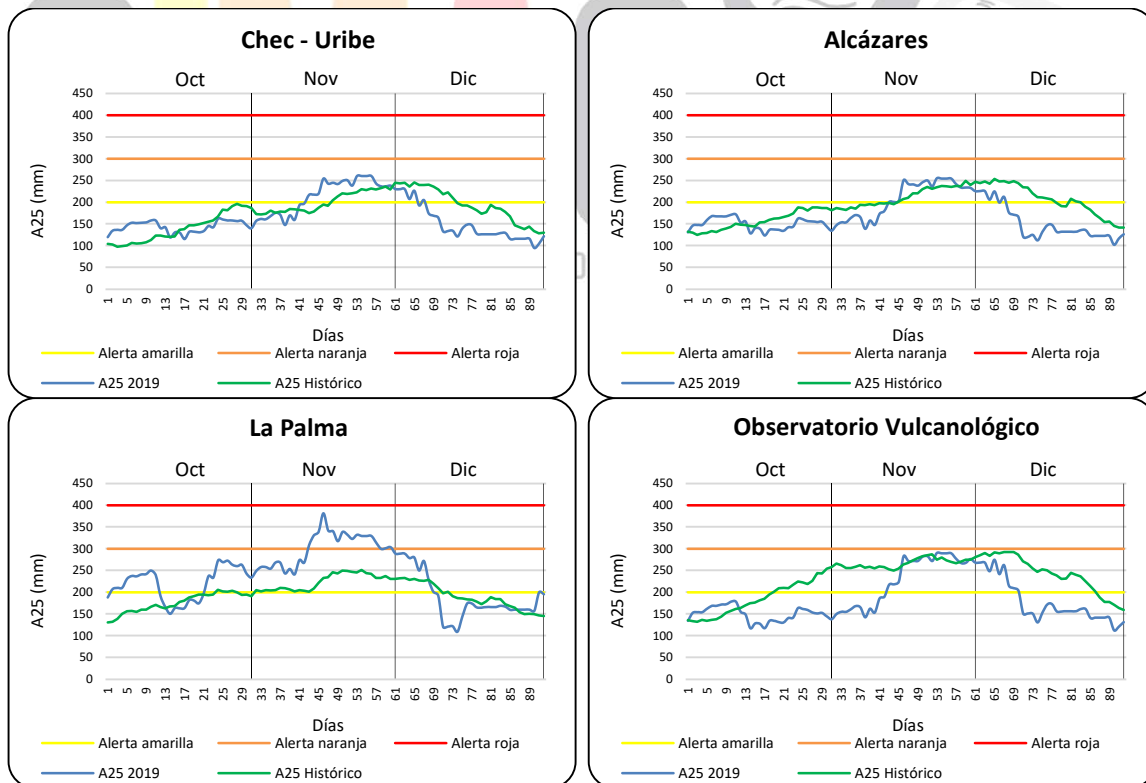 Chec - Uribe
Oct Nov Dic
450
400
350
300
250
200
150
100
50
0
A25 (mm)
1 5 9 13 17 21 25 29 33 37 41 45 49 53 57 61 65 69 73 77 81 85 89
Días
Alerta amarilla Alerta naranja Alerta roja
A25 2019 A25 Histórico
Alcázares
Oct Nov Dic
450
400
350
300
250
200
150
100
50
0
A25 (mm)
1 5 9 13 17 21 25 29 33 37 41 45 49 53 57 61 65 69 73 77 81 85 89
Días
Alerta amarilla Alerta naranja Alerta roja
A25 2019 A25 Histórico
La Palma
Oct Nov Dic
450
400
350
300
250
200
150
100
50
0
A25 (mm)
1 5 9 13 17 21 25 29 33 37 41 45 49 53 57 61 65 69 73 77 81 85 89
Días
Alerta amarilla Alerta naranja Alerta roja
A25 2019 A25 Histórico
Observatorio Vulcanológico
Oct Nov Dic
450
400
350
300
250
200
150
100
50
0
A25 (mm)
1 5 9 13 17 21 25 29 33 37 41 45 49 53 57 61 65 69 73 77 81 85 89
Días
Alerta amarilla Alerta naranja Alerta roja
A25 2019 A25 Histórico